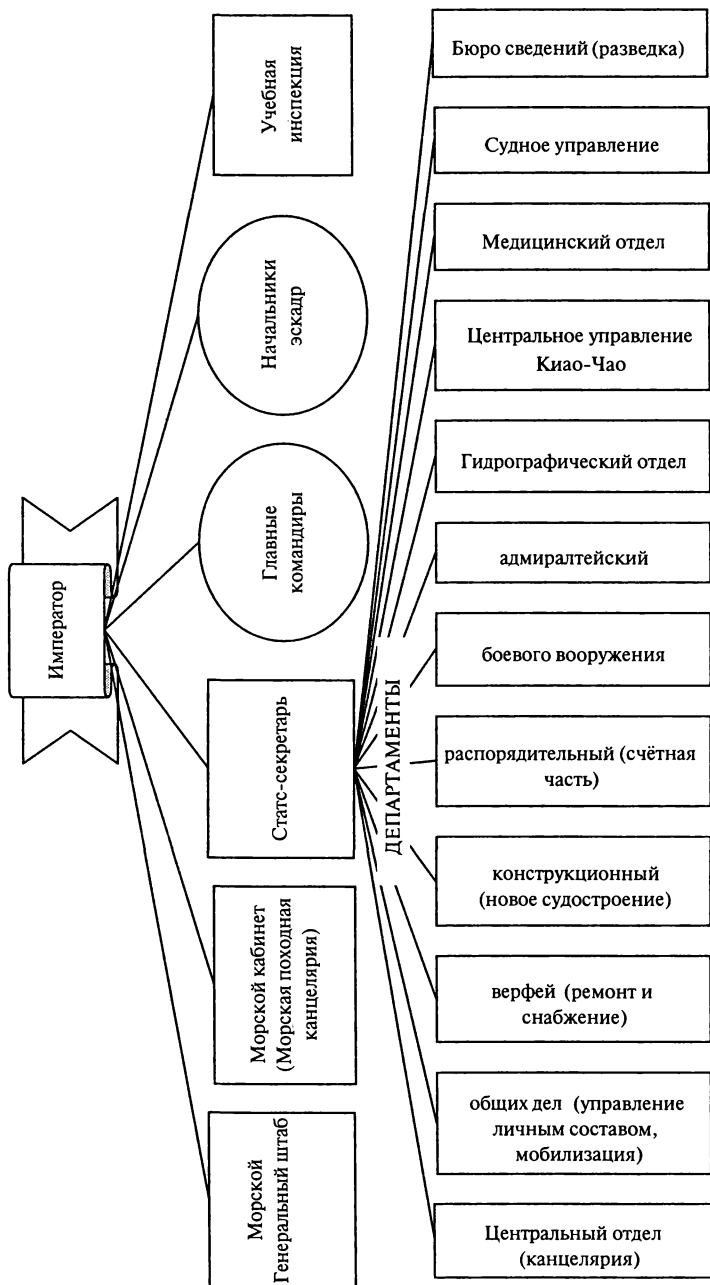 Император
Морской
Генеральный штаб
Морской кабинет
(Морская походная
канцелярия)
Статс-секретарь
Главные
командиры
Начальники
эскадр
Учебная
инспекция
ДЕПАРТАМЕНТЫ
Бюро сведений (разведка)
Судное управление
Медицинский отдел
Центральное управление
Киао-Чао
Гидрографический отдел
адмиралтейский
боевого вооружения
распорядительный (счётная
часть)
конструкционный
(новое судостроение)
верфей (ремонт и
снабжение)
общих дел (управление
личным составом,
мобилизация)
Центральный отдел
(канцелярия)